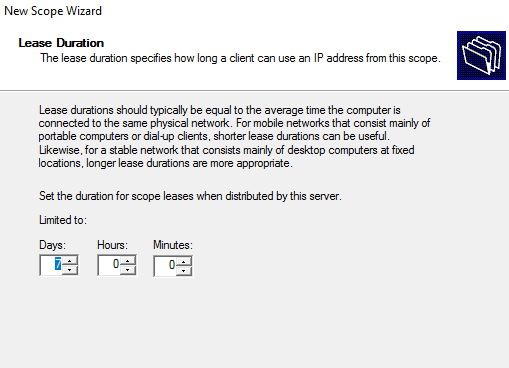 New Scope Wizard
Lease Duration
The lease duration specifies how long a client can use an IP address from this scope.
Lease durations should typically be equal to the average time the computer is
connected to the same physical network. For mobile networks that consist mainly of
portable computers or dial-up clients, shorter lease durations can be useful.
Likewise, for a stable network that consists mainly of desktop computers at fixed
locations, longer lease durations are more appropriate.
Set the duration for scope leases when distributed by this server.
Limited to:
Days: Hours: Minutes:
7 0 0